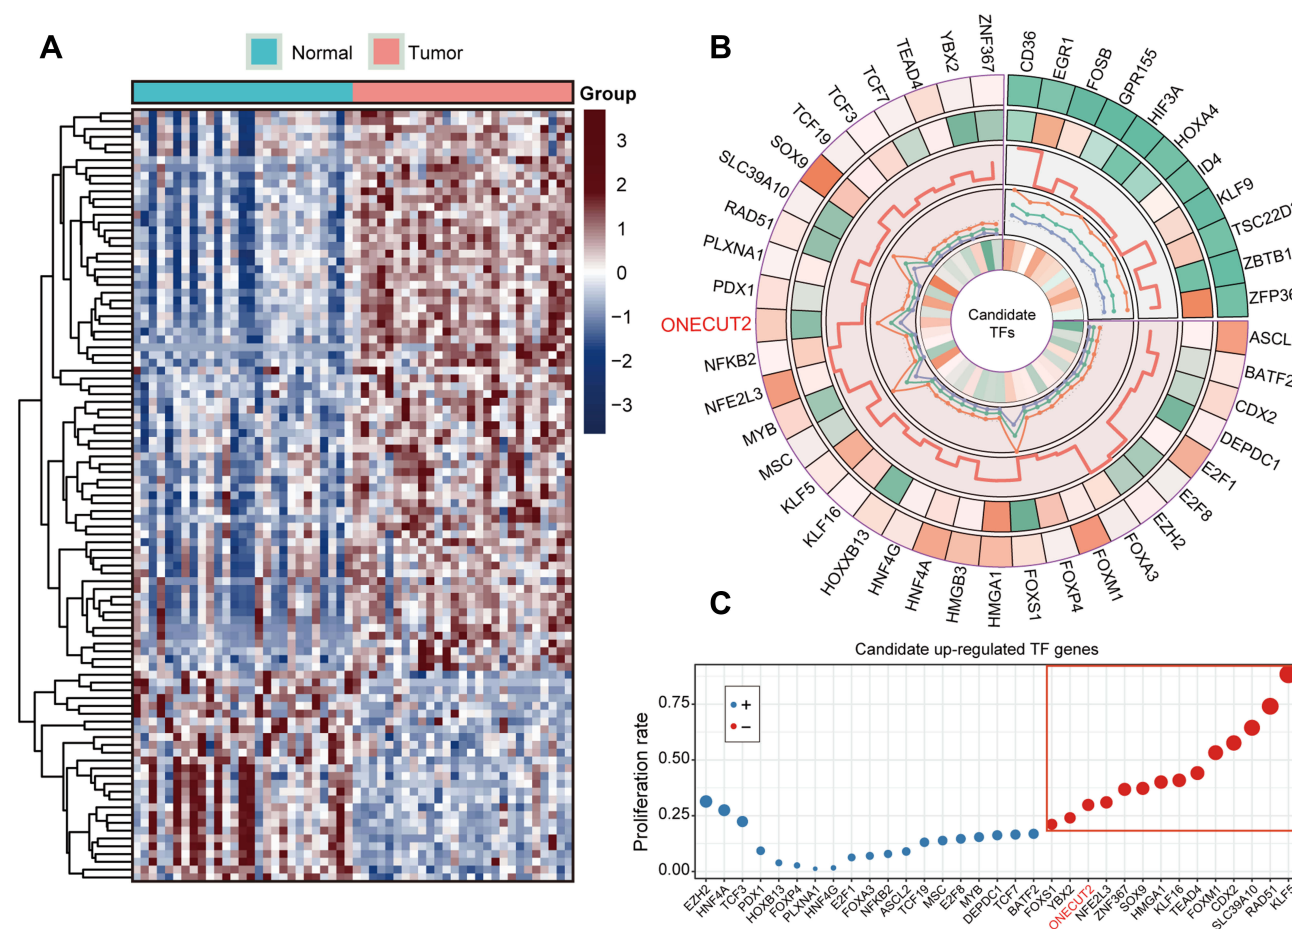 A
Normal
Tumor
Group
3
2
1
0
−1
−2
−3
B
CD36
EGR1
FOSB
GPR155
HIF3A
HOXA4
ID4
KLF9
ZBTB1
ZFP36
BATF2
CDX2
DEPDC1
E2F1
E2F8
EZH2
FOXA3
FOXM1
FOXP4
FOXS1
HMGA1
HMGB3
HNF4A
HNF4G
HOXXB13
KLF16
KLF5
MSC
MYB
NFE2L3
NFKB2
ONECUT2
PDX1
PLXNA1
RAD51
SLC39A10
SOX9
TCF19
TCF3
TCF7
TEAD4
YBX2
ZNF367
ASCL
TSC22D
Candidate
TFs
C
Candidate up-regulated TF genes
+
−
Proliferation rate
0.75
0.50
0.25
0.00
EZH2
HNF4A
TCF3
PDX1
HOXB13
FOXP4
PLXNA1
HNF4G
E2F1
FOXA3
NFKB2
ASCL2
TCF19
MSC
E2F8
MYB
DEPDC1
TCF7
BATF2
FOXS1
YBX2
ONECUT2
NFE2L3
ZNF367
SOX9
HMGA1
KLF16
TEAD4
FOXM1
CDX2
SLC39A10
RAD51
KLF5